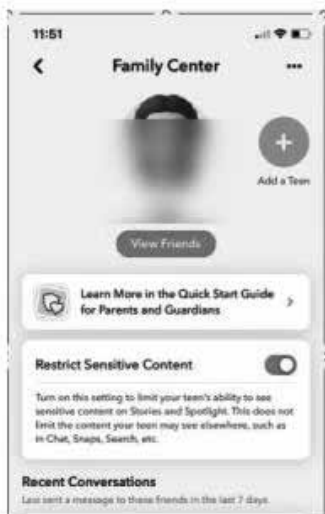 11:51
Family Center
Add a Teen
View Friends
Learn More in the Quick Start Guide
for Parents and Guardians
Restrict Sensitive Content
Turn on this setting to limit your teen's ability to see
sensitive content on Stories and Spotlight. This does not
limit the content your teen may see elsewhere, such as
in Chat, Snaps, Search, etc.
Recent Conversations
sent a message to these friends in the last 7 days.